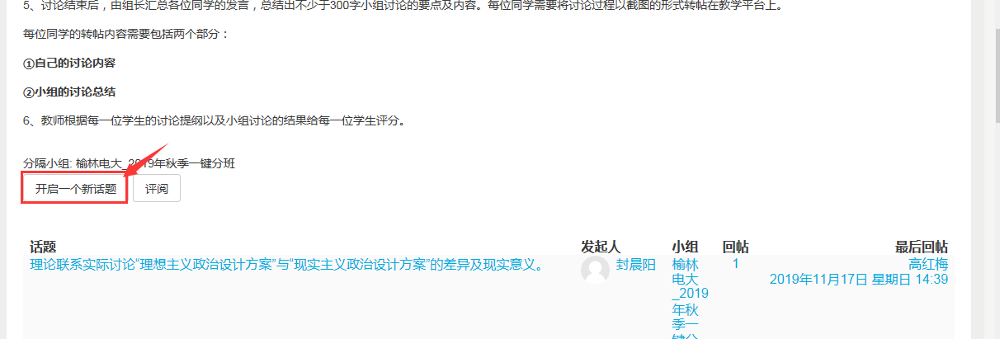 5、讨论结束后，由组长汇总各位同学的发言，总结出不少于300字小组讨论的要点及内容。每位同学需要将讨论过程以截图的形式转帖在教学平台上。
每位同学的转帖内容需要包括两个部分：
①自己的讨论内容
②小组的讨论总结
6、教师根据每一位学生的讨论提纲以及小组讨论的结果给每一位学生评分。
分隔小组: 榆林电大_2019年秋季一键分班
开启一个新话题 评阅
话题 发起人 小组 回帖 最后回帖
理论联系实际讨论“理想主义政治设计方案”与“现实主义政治设计方案”的差异及现实意义。 封晨阳 榆林 1 高红梅
电大 2019年11月17日 星期日 14:39
_2019
年秋
季一
键分